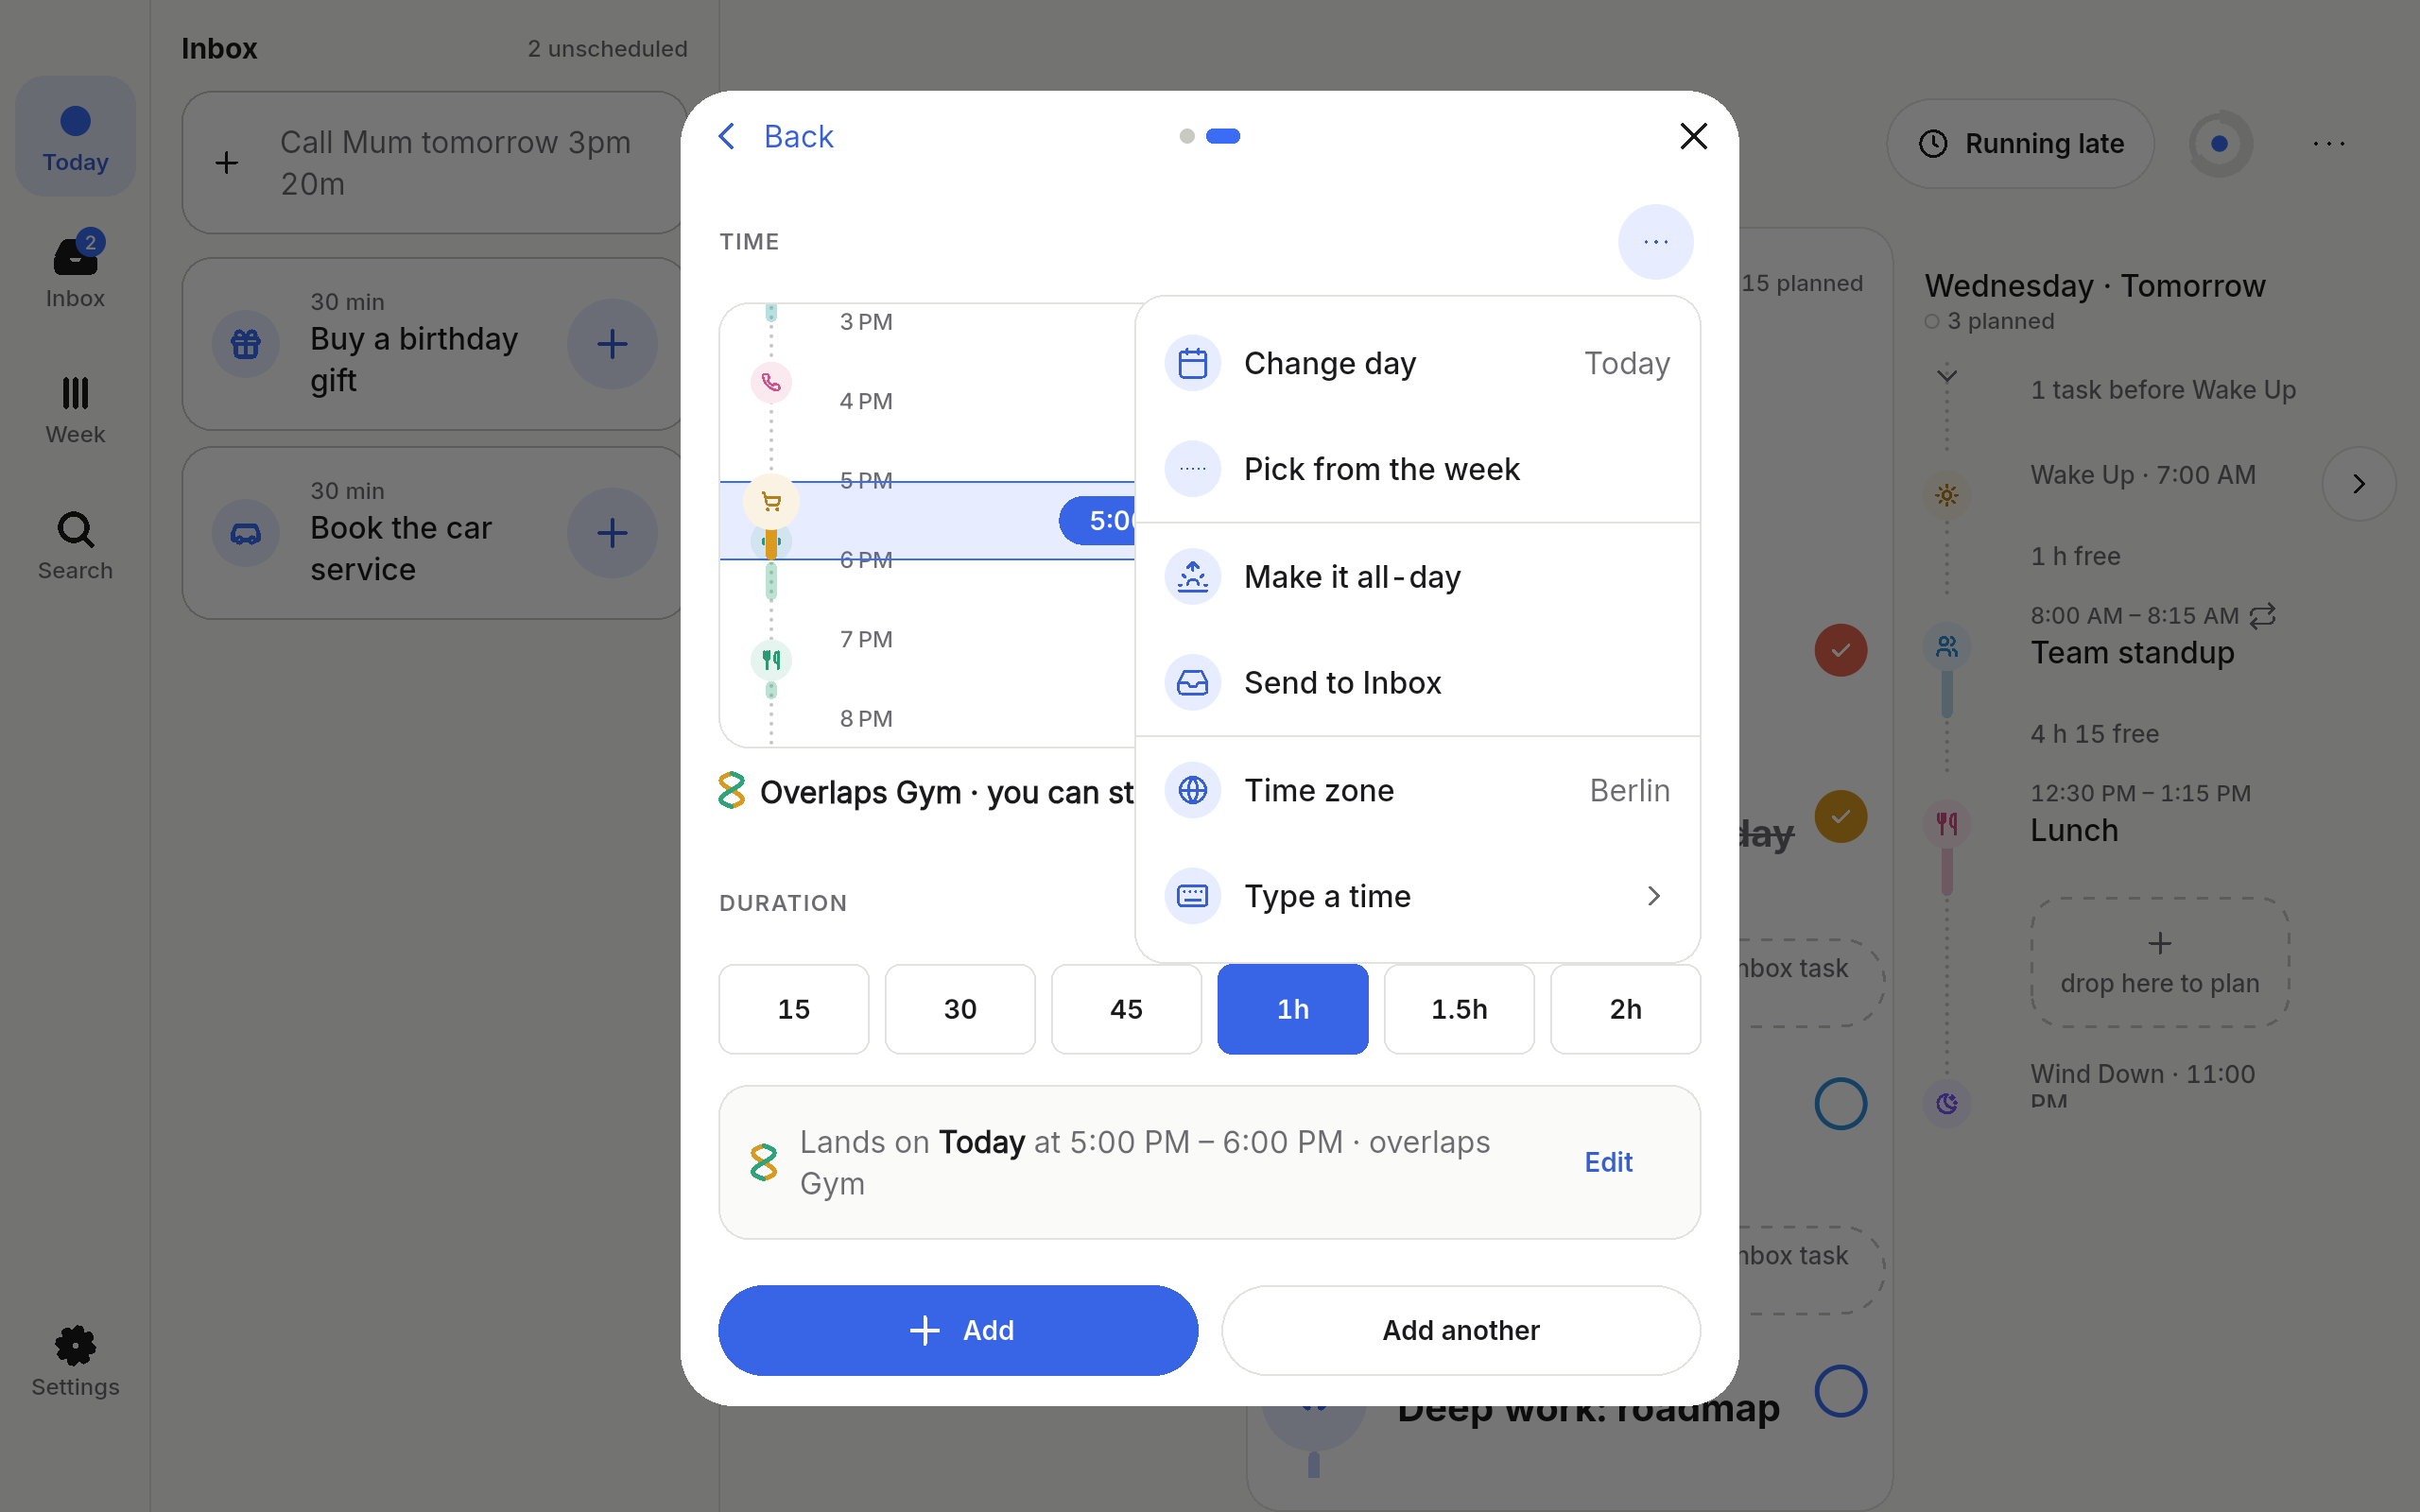 Inbox
2 unscheduled
Today
Call Mum tomorrow 3pm
20m
2
Inbox
30 min
Buy a birthday
gift
Week
30 min
Book the car
service
Search
Settings
Back
TIME
3 PM
4 PM
5 PM
5:00
6 PM
7 PM
8 PM
Overlaps Gym · you can st
Change day
Today
Pick from the week
Make it all-day
Send to Inbox
Time zone
Berlin
Type a time
DURATION
15
30
45
1h
1.5h
2h
Lands on Today at 5:00 PM – 6:00 PM · overlaps
Gym
Edit
Add
Add another
Running late
15 planned
day
nbox task
nbox task
Deep work: roadmap
Wednesday · Tomorrow
3 planned
1 task before Wake Up
Wake Up · 7:00 AM
1 h free
8:00 AM – 8:15 AM
Team standup
4 h 15 free
12:30 PM – 1:15 PM
Lunch
drop here to plan
Wind Down · 11:00
PM